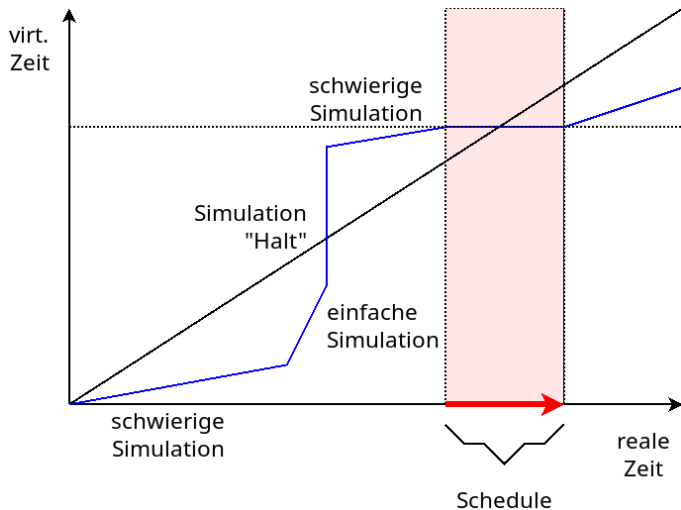 virt.
Zeit
schwierige
Simulation
Simulation
"Halt"
einfache
Simulation
schwierige
Simulation
reale
Zeit
Schedule